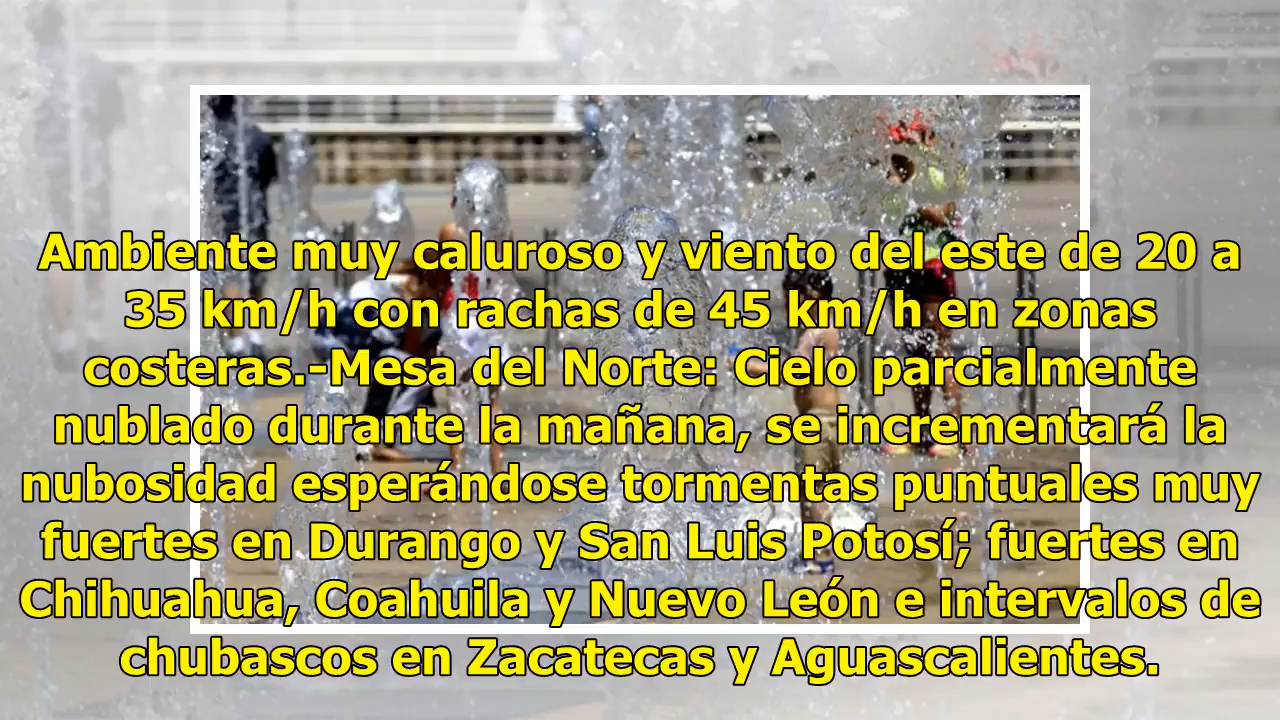 Ambiente muy caluroso y viento del este de 20 a
35 km/h con rachas de 45 km/h en zonas
costeras.-Mesa del Norte: Cielo parcialmente
nublado durante la mañana, se incrementará la
nubosidad esperándose tormentas puntuales muy
fuertes en Durango y San Luis Potosí; fuertes en
Chihuahua, Coahuila y Nuevo León e intervalos de
chubascos en Zacatecas y Aguascalientes.